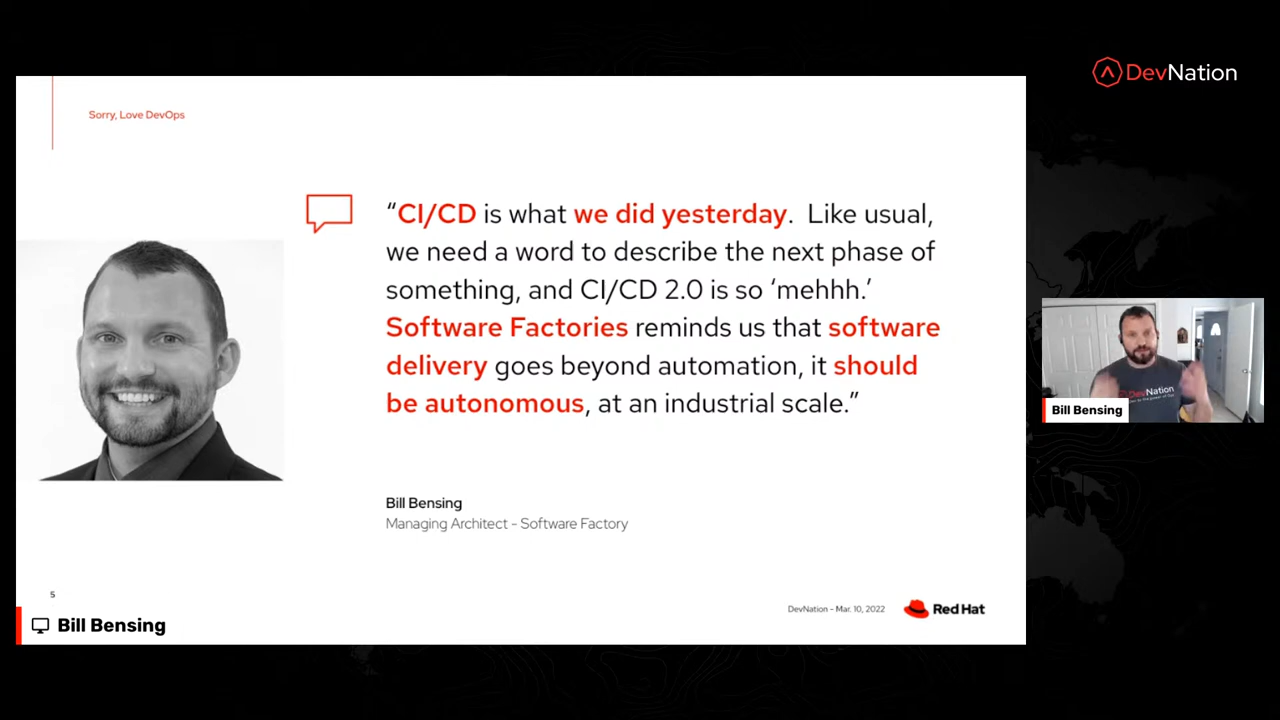 DevNation
Sorry, Love DevOps
“CI/CD is what we did yesterday. Like usual,
we need a word to describe the next phase of
something, and CI/CD 2.0 is so ‘mehhh.’
Software Factories reminds us that software
delivery goes beyond automation, it should
be autonomous, at an industrial scale.”
Bill Bensing
Managing Architect - Software Factory
5
DevNation - Mar. 10, 2022
Red Hat
Bill Bensing
DevNation
Bill Bensing